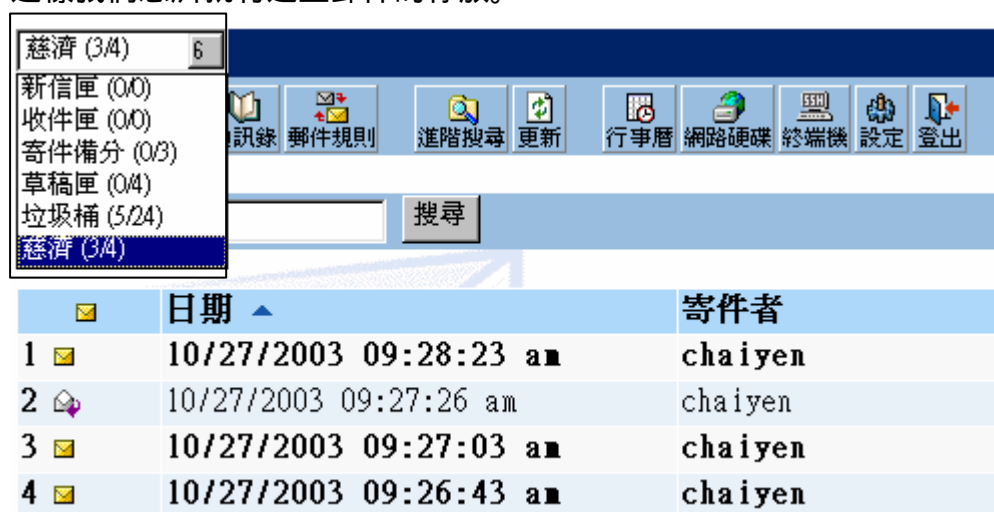 慈濟 (3/4) 6
新信匣 (0/0)
收件匣 (0/0)
寄件備分 (0/3)
草稿匣 (0/4)
垃圾桶 (5/24)
慈濟 (3/4)
訊錄 郵件規則 進階搜尋 更新 行事曆 網路硬碟 終端機 設定 登出
搜尋
日期 寄件者
1 10/27/2003 09:28:23 am chaiyen
2 10/27/2003 09:27:26 am chaiyen
3 10/27/2003 09:27:03 am chaiyen
4 10/27/2003 09:26:43 am chaiyen